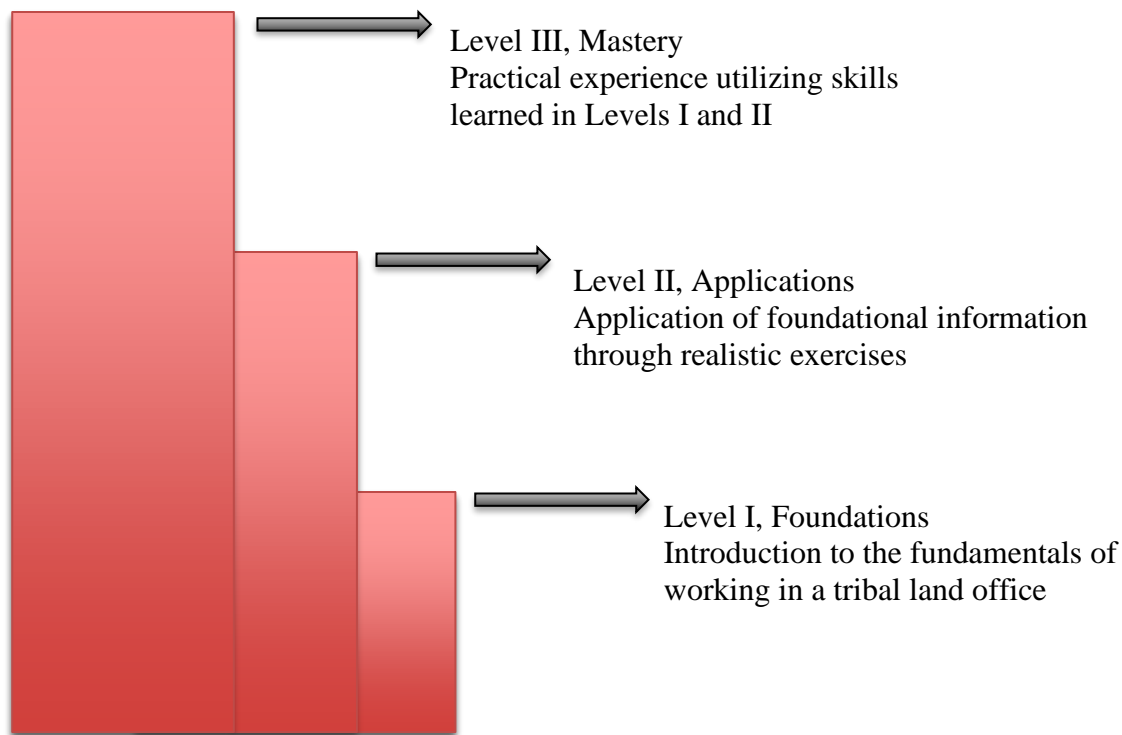 Level III, Mastery
Practical experience utilizing skills
learned in Levels I and II
Level II, Applications
Application of foundational information
through realistic exercises
Level I, Foundations
Introduction to the fundamentals of
working in a tribal land office